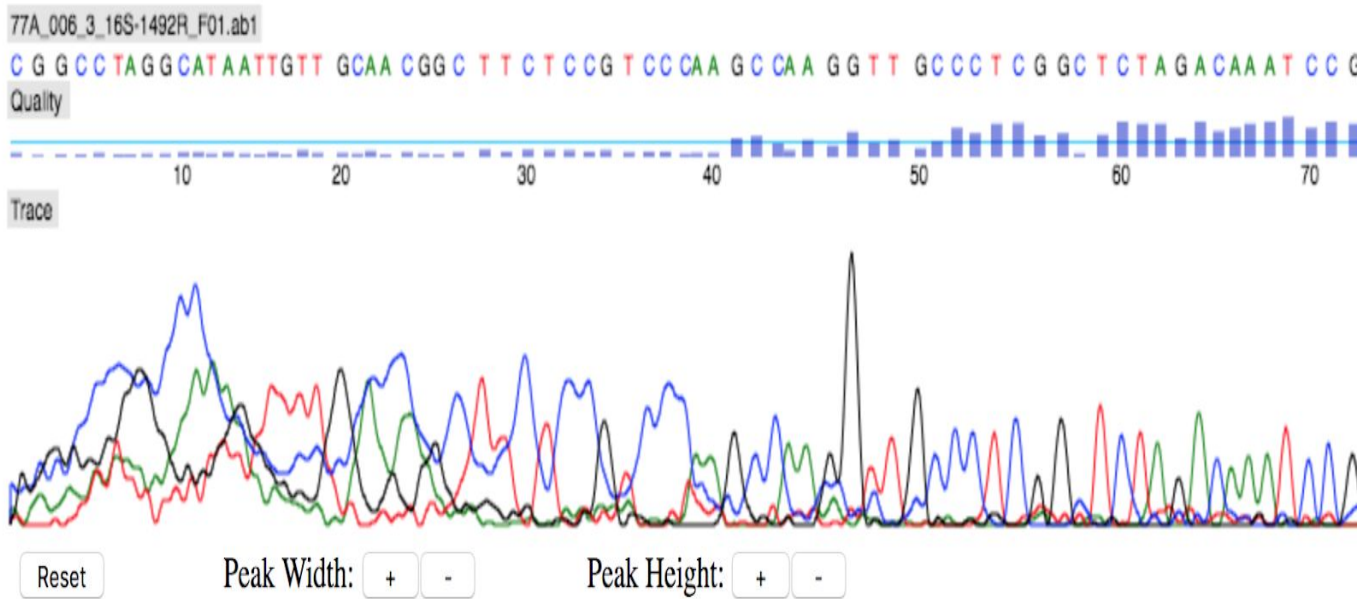 77A_006_3_16S-1492R_F01.ab1
C G G C C T A G G C A T A A T T G T T G C A A C G G C T T C T C C G T C C C A A G C C A A G G T T G C C C T C G G C T C T A G A C A A A T C C G
Quality
10 20 30 40 50 60 70
Trace
Reset Peak Width: + - Peak Height: + -